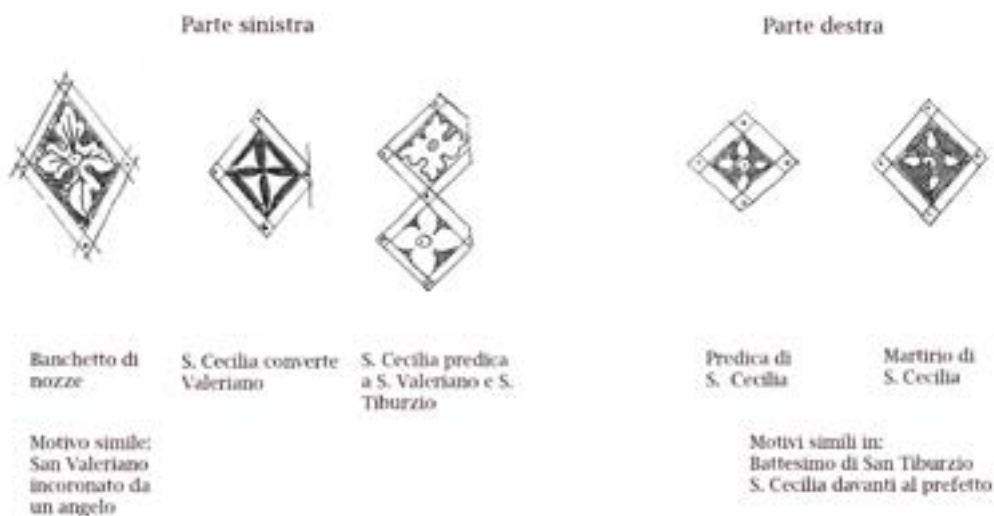 Parte sinistra
Parte destra
Banchetto di
nozze
S. Cecilia converte
Valeriano
S. Cecilia predica
a S. Valeriano e S.
Tiburzio
Predica di
S. Cecilia
Martirio di
S. Cecilia
Motivo simile:
San Valeriano
incoronato da
un angelo
Motivi simili in:
Battesimo di San Tiburzio
S. Cecilia davanti al prefetto